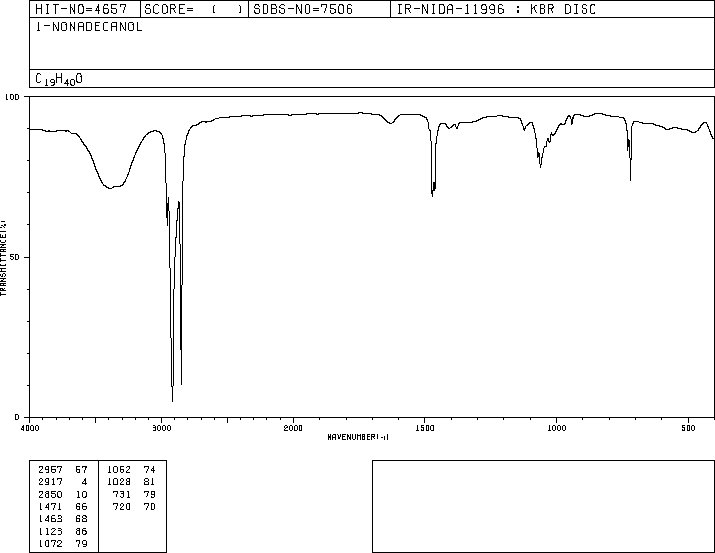 HIT-NO=4657 SCORE= ( ) SDBS-NO=7506 IR-NIDA-11996 : KBR DISC
1-NONADECANOL
C19H40O
100
50
0
TRANSMITTANCE(%)
4000 3000 2000 1500 1000 500
WAVENUMBER(-1)
2957 67 1062 74
2917 4 1028 81
2850 10 731 79
1471 66 720 70
1463 68
1123 86
1072 79